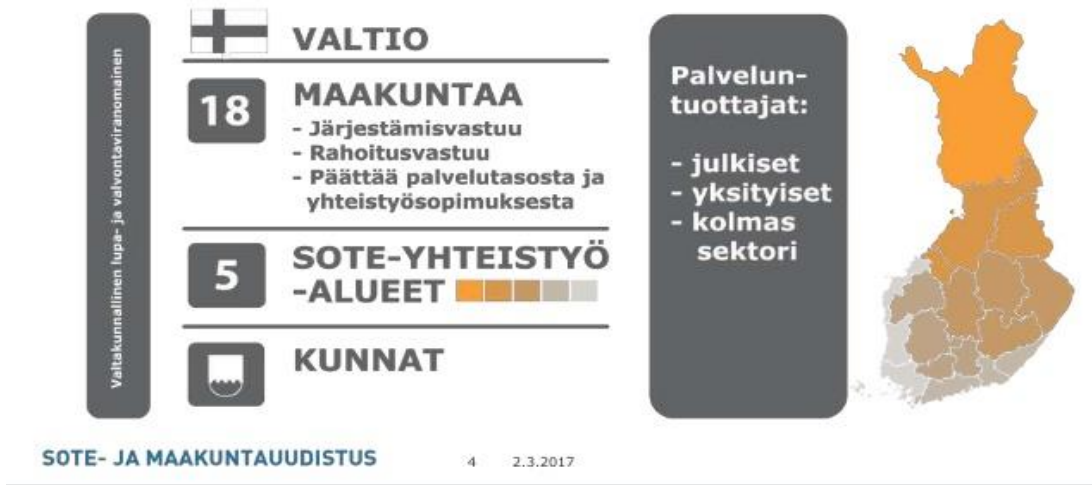 Valtakunnallinen lupa- ja valvontaviranomainen
VALTIO
18
MAAKUNTAA
- Järjestämisvastuu
- Rahoitusvastuu
- Päättää palvelutasosta ja
yhteistyösopimuksesta
5
SOTE-YHTEISTYÖ
-ALUEET
KUNNAT
Palvelun-
tuottajat:
- julkiset
- yksityiset
- kolmas
sektori
SOTE- JA MAAKUNTAUUDISTUS
4 2.3.2017